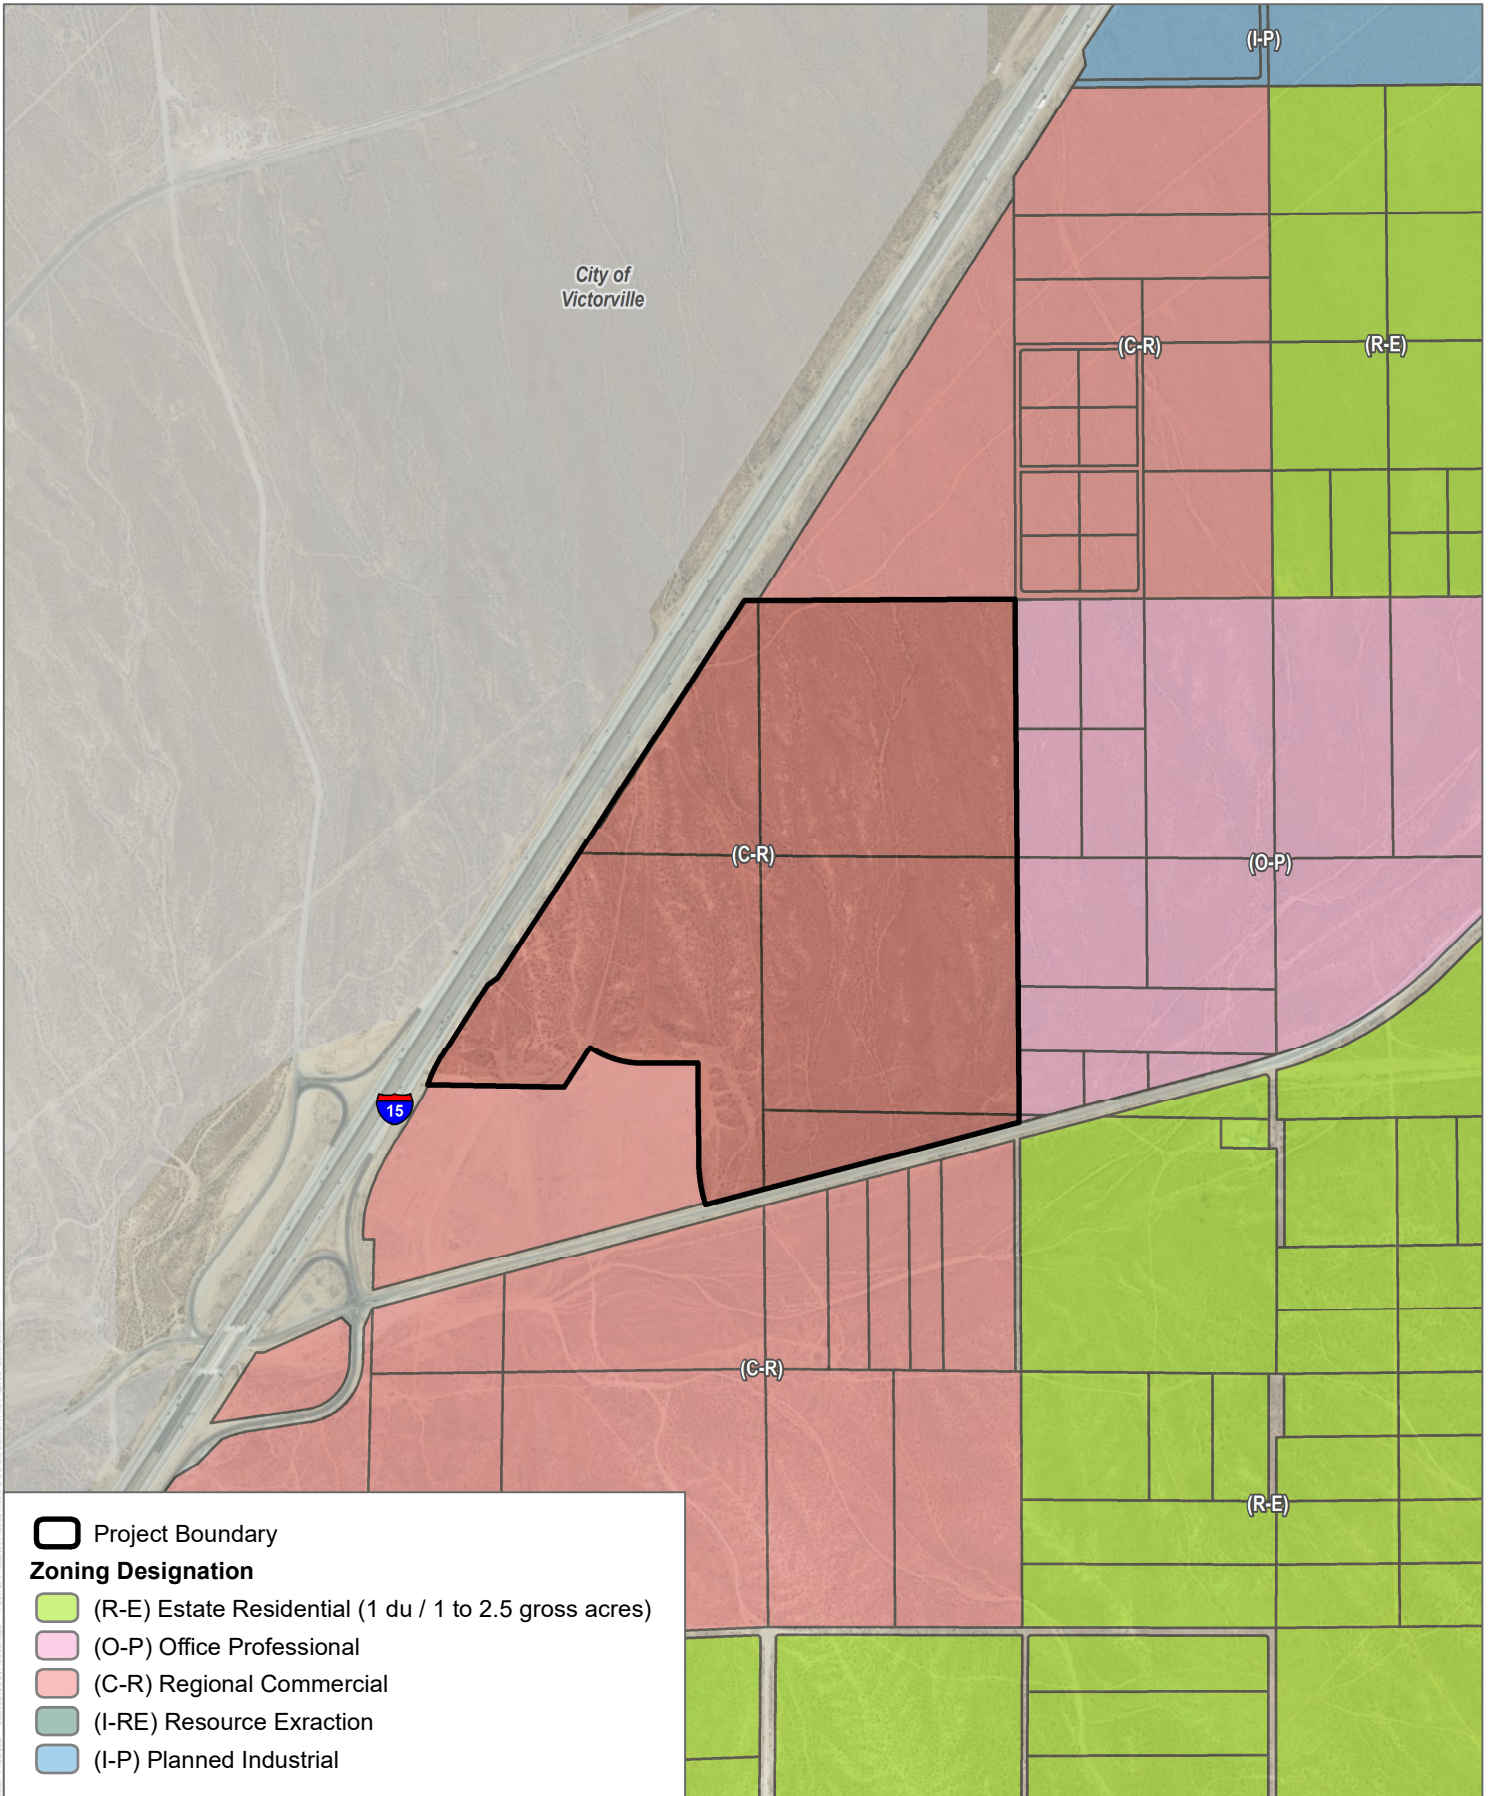 (I-P)
City of
Victorville
(C-R)
(R-E)
(C-R)
(O-P)
15
(C-R)
(R-E)
Project Boundary
Zoning Designation
(R-E) Estate Residential (1 du / 1 to 2.5 gross acres)
(O-P) Office Professional
(C-R) Regional Commercial
(I-RE) Resource Exraction
(I-P) Planned Industrial